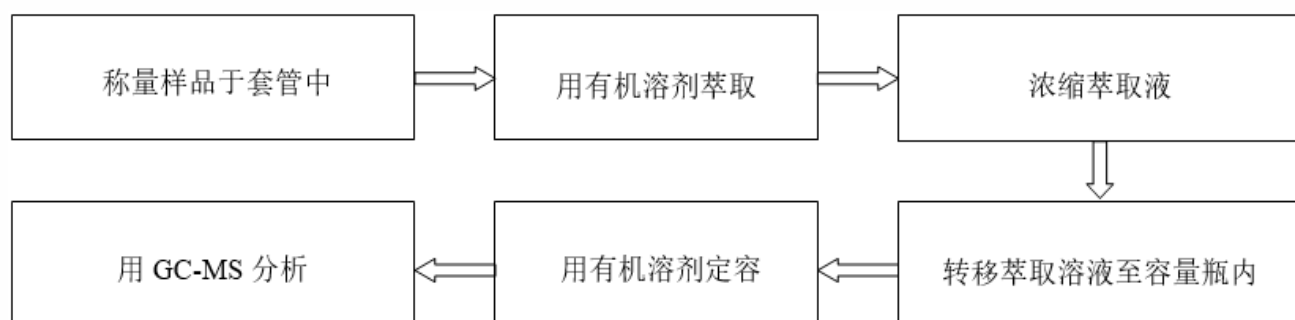 称量样品于套管中
用有机溶剂萃取
浓缩萃取液
转移萃取溶液至容量瓶内
用有机溶剂定容
用 GC-MS 分析